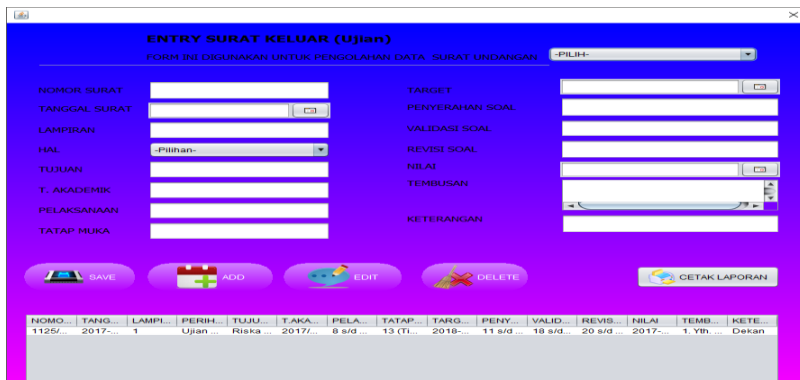 ENTRY SURAT KELUAR (Ujian)
FORM INI DIGUNAKAN UNTUK PENGOLAHAN DATA SURAT UNDANGAN
-PILIH-
NOMOR SURAT
TANGGAL SURAT
LAMPIRAN
HAL
-Pilihan-
TUJUAN
T. AKADEMIK
PELAKSANAAN
TATAP MUKA
TARGET
PENYERAHAN SOAL
VALIDASI SOAL
REVISI SOAL
NILAI
TEMBUSAN
KETERANGAN
SAVE
ADD
EDIT
DELETE
CETAK LAPORAN
NOMO... TANG... LAMPI... PERIH... TUJU... T.AKA... PELA... TATAP... TARG... PENY... VALID... REVIS... NILAI TEMB... KETE...
1125/... 2017-... 1 Ujian ... Riska ... 2017/... 8 s/d ... 13 (Ti... 2018-... 11 s/d ... 18 s/d... 20 s/d ... 2017-... 1. Yth. ... Dekan